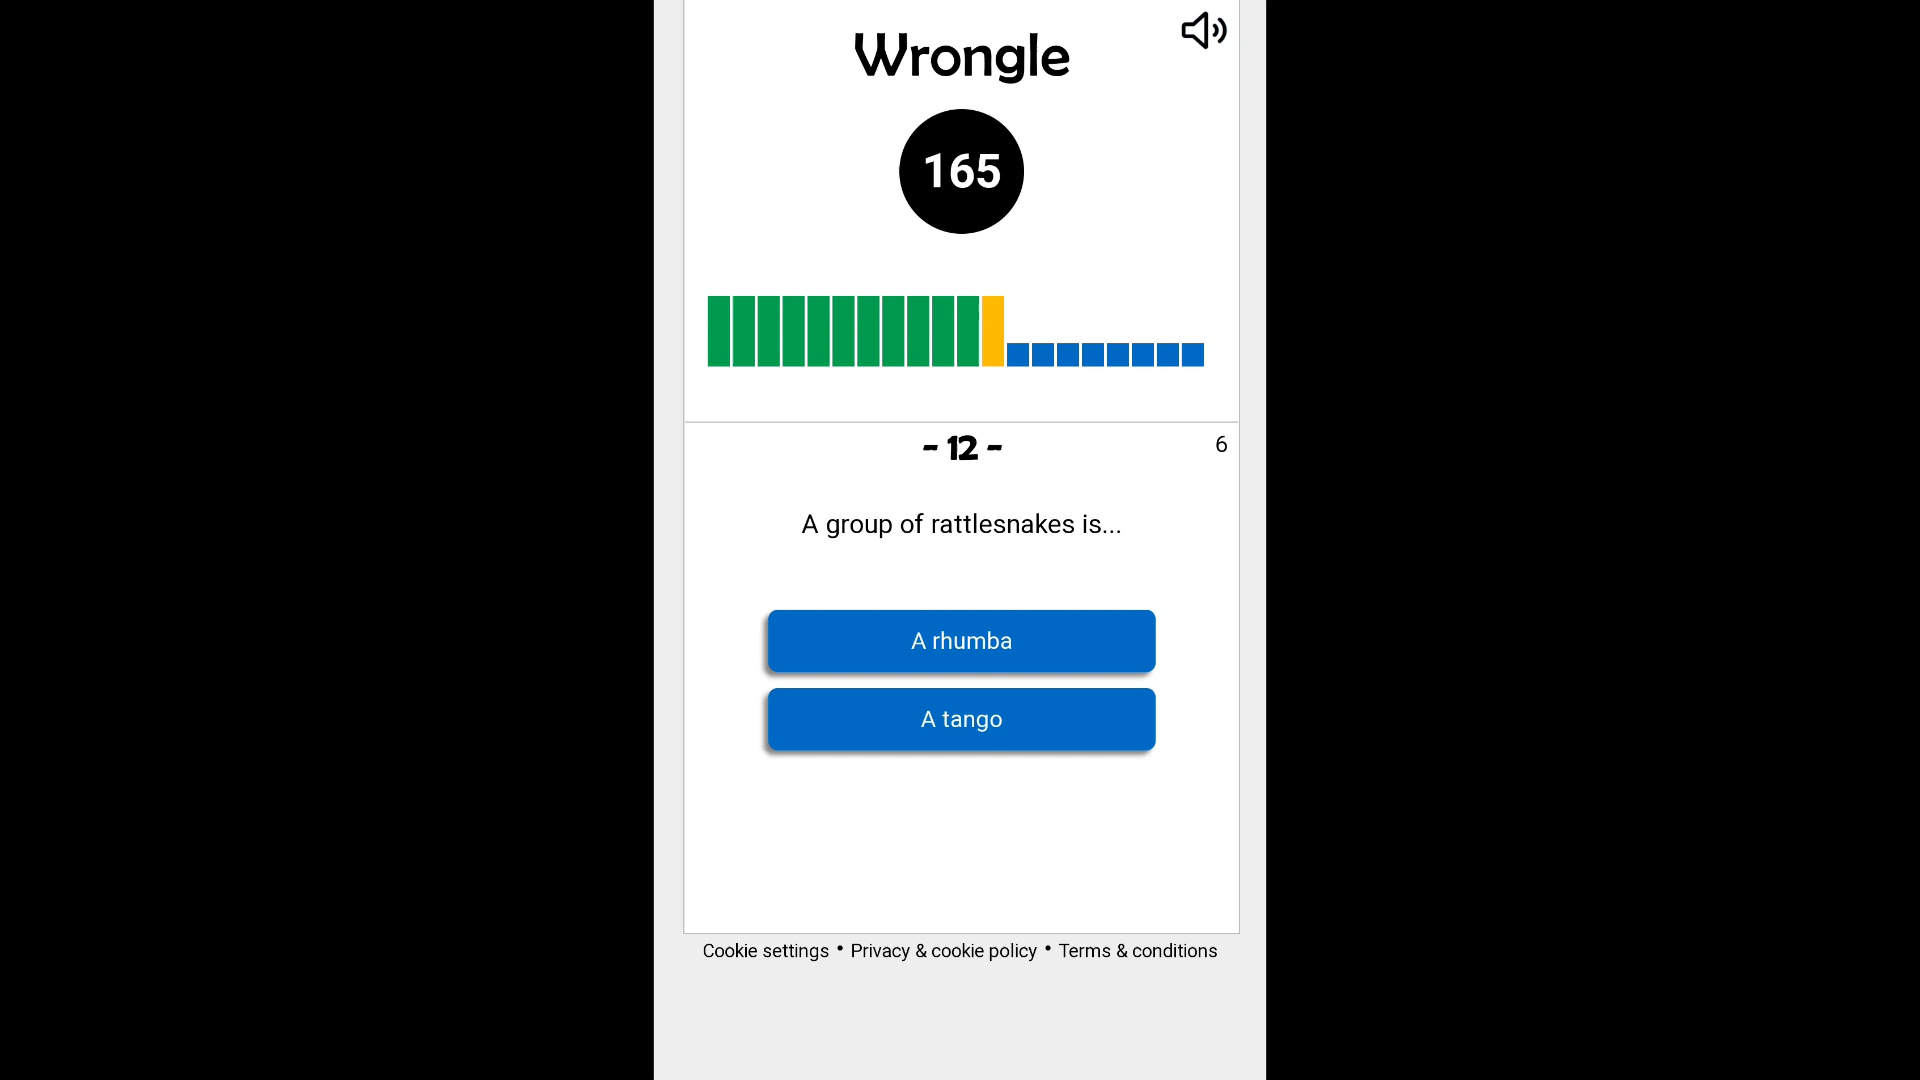 Wrongle
165
- 12 -
6
A group of rattlesnakes is...
A rhumba
A tango
Cookie settings • Privacy & cookie policy • Terms & conditions